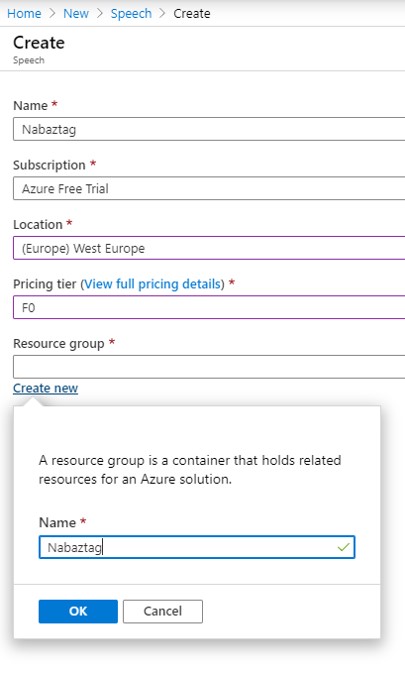 Home > New > Speech > Create
Create
Speech
Name *
Nabaztag
Subscription *
Azure Free Trial
Location *
(Europe) West Europe
Pricing tier (View full pricing details) *
F0
Resource group *
Create new
A resource group is a container that holds related
resources for an Azure solution.
Name *
Nabaztag
OK Cancel